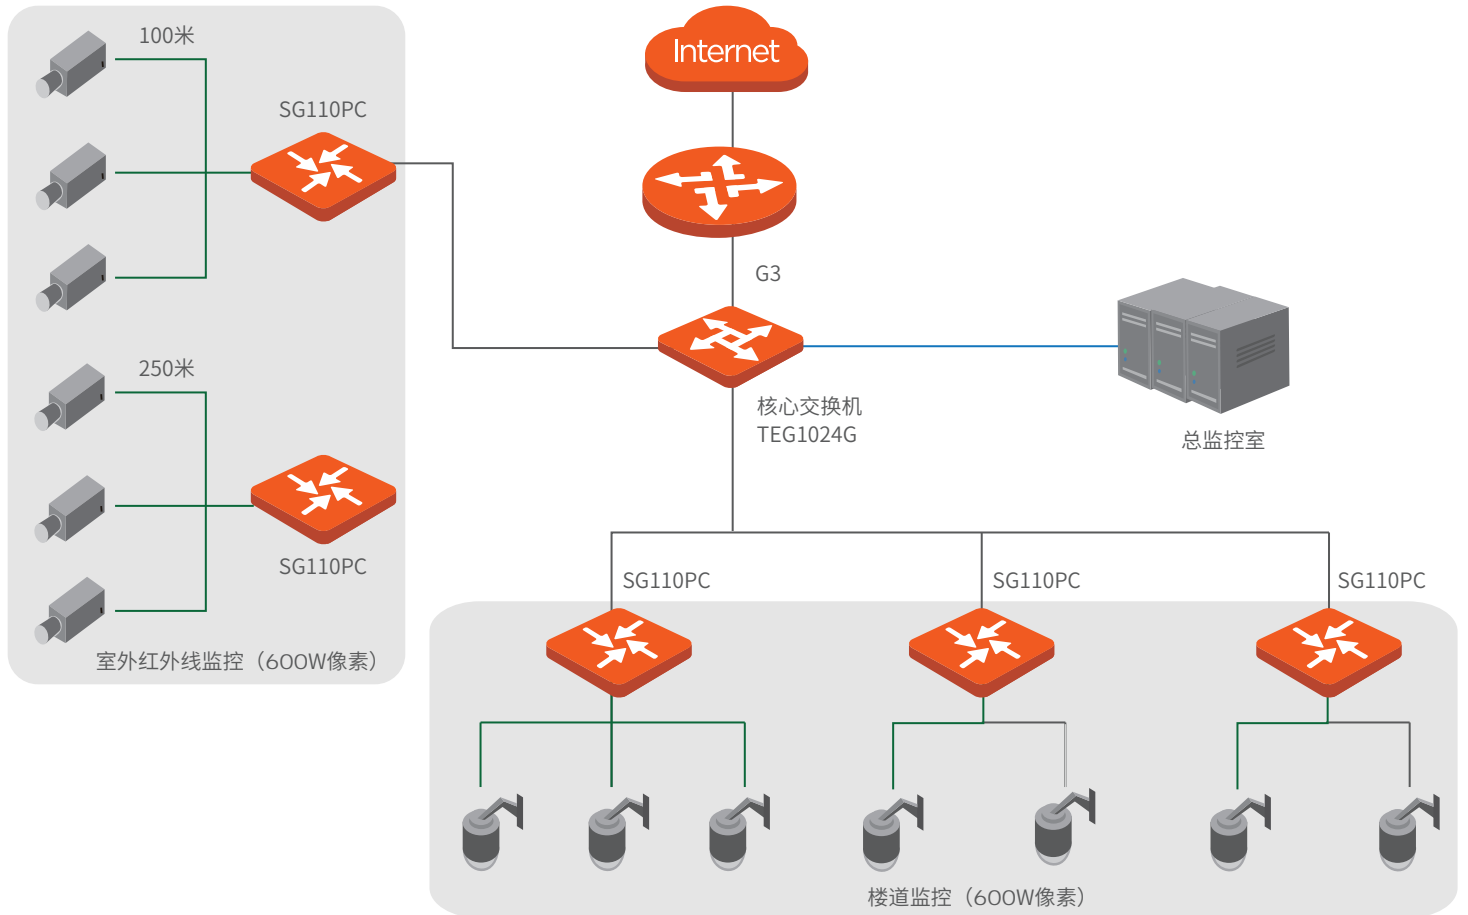 100米
SG110PC
250米
SG110PC
室外红外线监控（600W像素）
Internet
G3
核心交换机
TEG1024G
总监控室
SG110PC
SG110PC
SG110PC
楼道监控（600W像素）